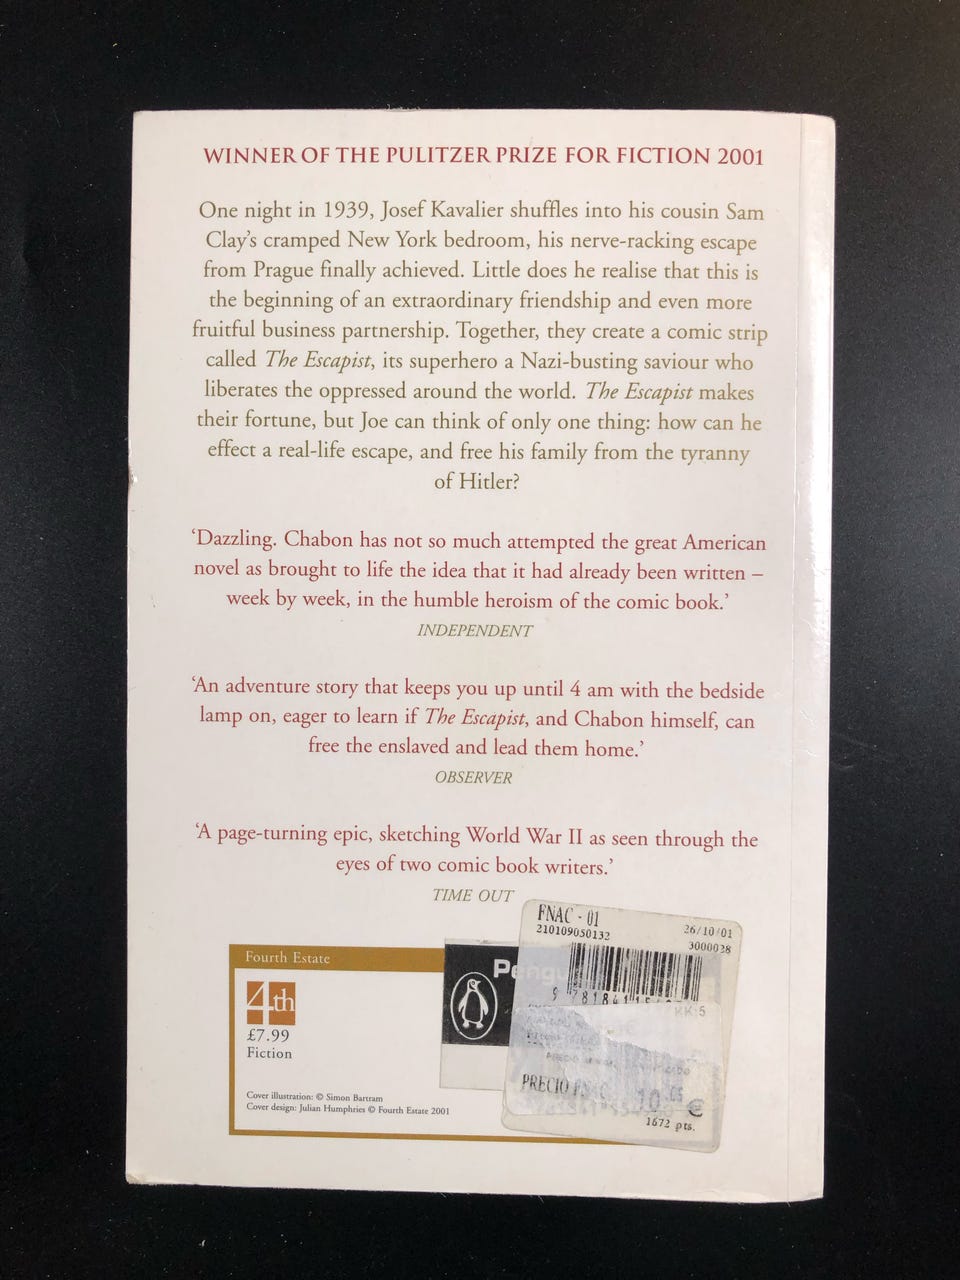 WINNER OF THE PULITZER PRIZE FOR FICTION 2001
One night in 1939, Josef Kavalier shuffles into his cousin Sam
Clay's cramped New York bedroom, his nerve-racking escape
from Prague finally achieved. Little does he realise that this is
the beginning of an extraordinary friendship and even more
fruitful business partnership. Together, they create a comic strip
called The Escapist, its superhero a Nazi-busting saviour who
liberates the oppressed around the world. The Escapist makes
their fortune, but Joe can think of only one thing: how can he
effect a real-life escape, and free his family from the tyranny
of Hitler?
‘Dazzling. Chabon has not so much attempted the great American
novel as brought to life the idea that it had already been written –
week by week, in the humble heroism of the comic book.’
INDEPENDENT
‘An adventure story that keeps you up until 4 am with the bedside
lamp on, eager to learn if The Escapist, and Chabon himself, can
free the enslaved and lead them home.’
OBSERVER
‘A page-turning epic, sketching World War II as seen through the
eyes of two comic book writers.’
TIME OUT
FNAC - 01
210109050132
26/10/01
3000028
Fourth Estate
4th
£7.99
Fiction
Pengu
9 781841
KK 5
PRECIO
10
€
1672 pts.
Cover illustration: © Simon Bartram
Cover design: Julian Humphries © Fourth Estate 2001